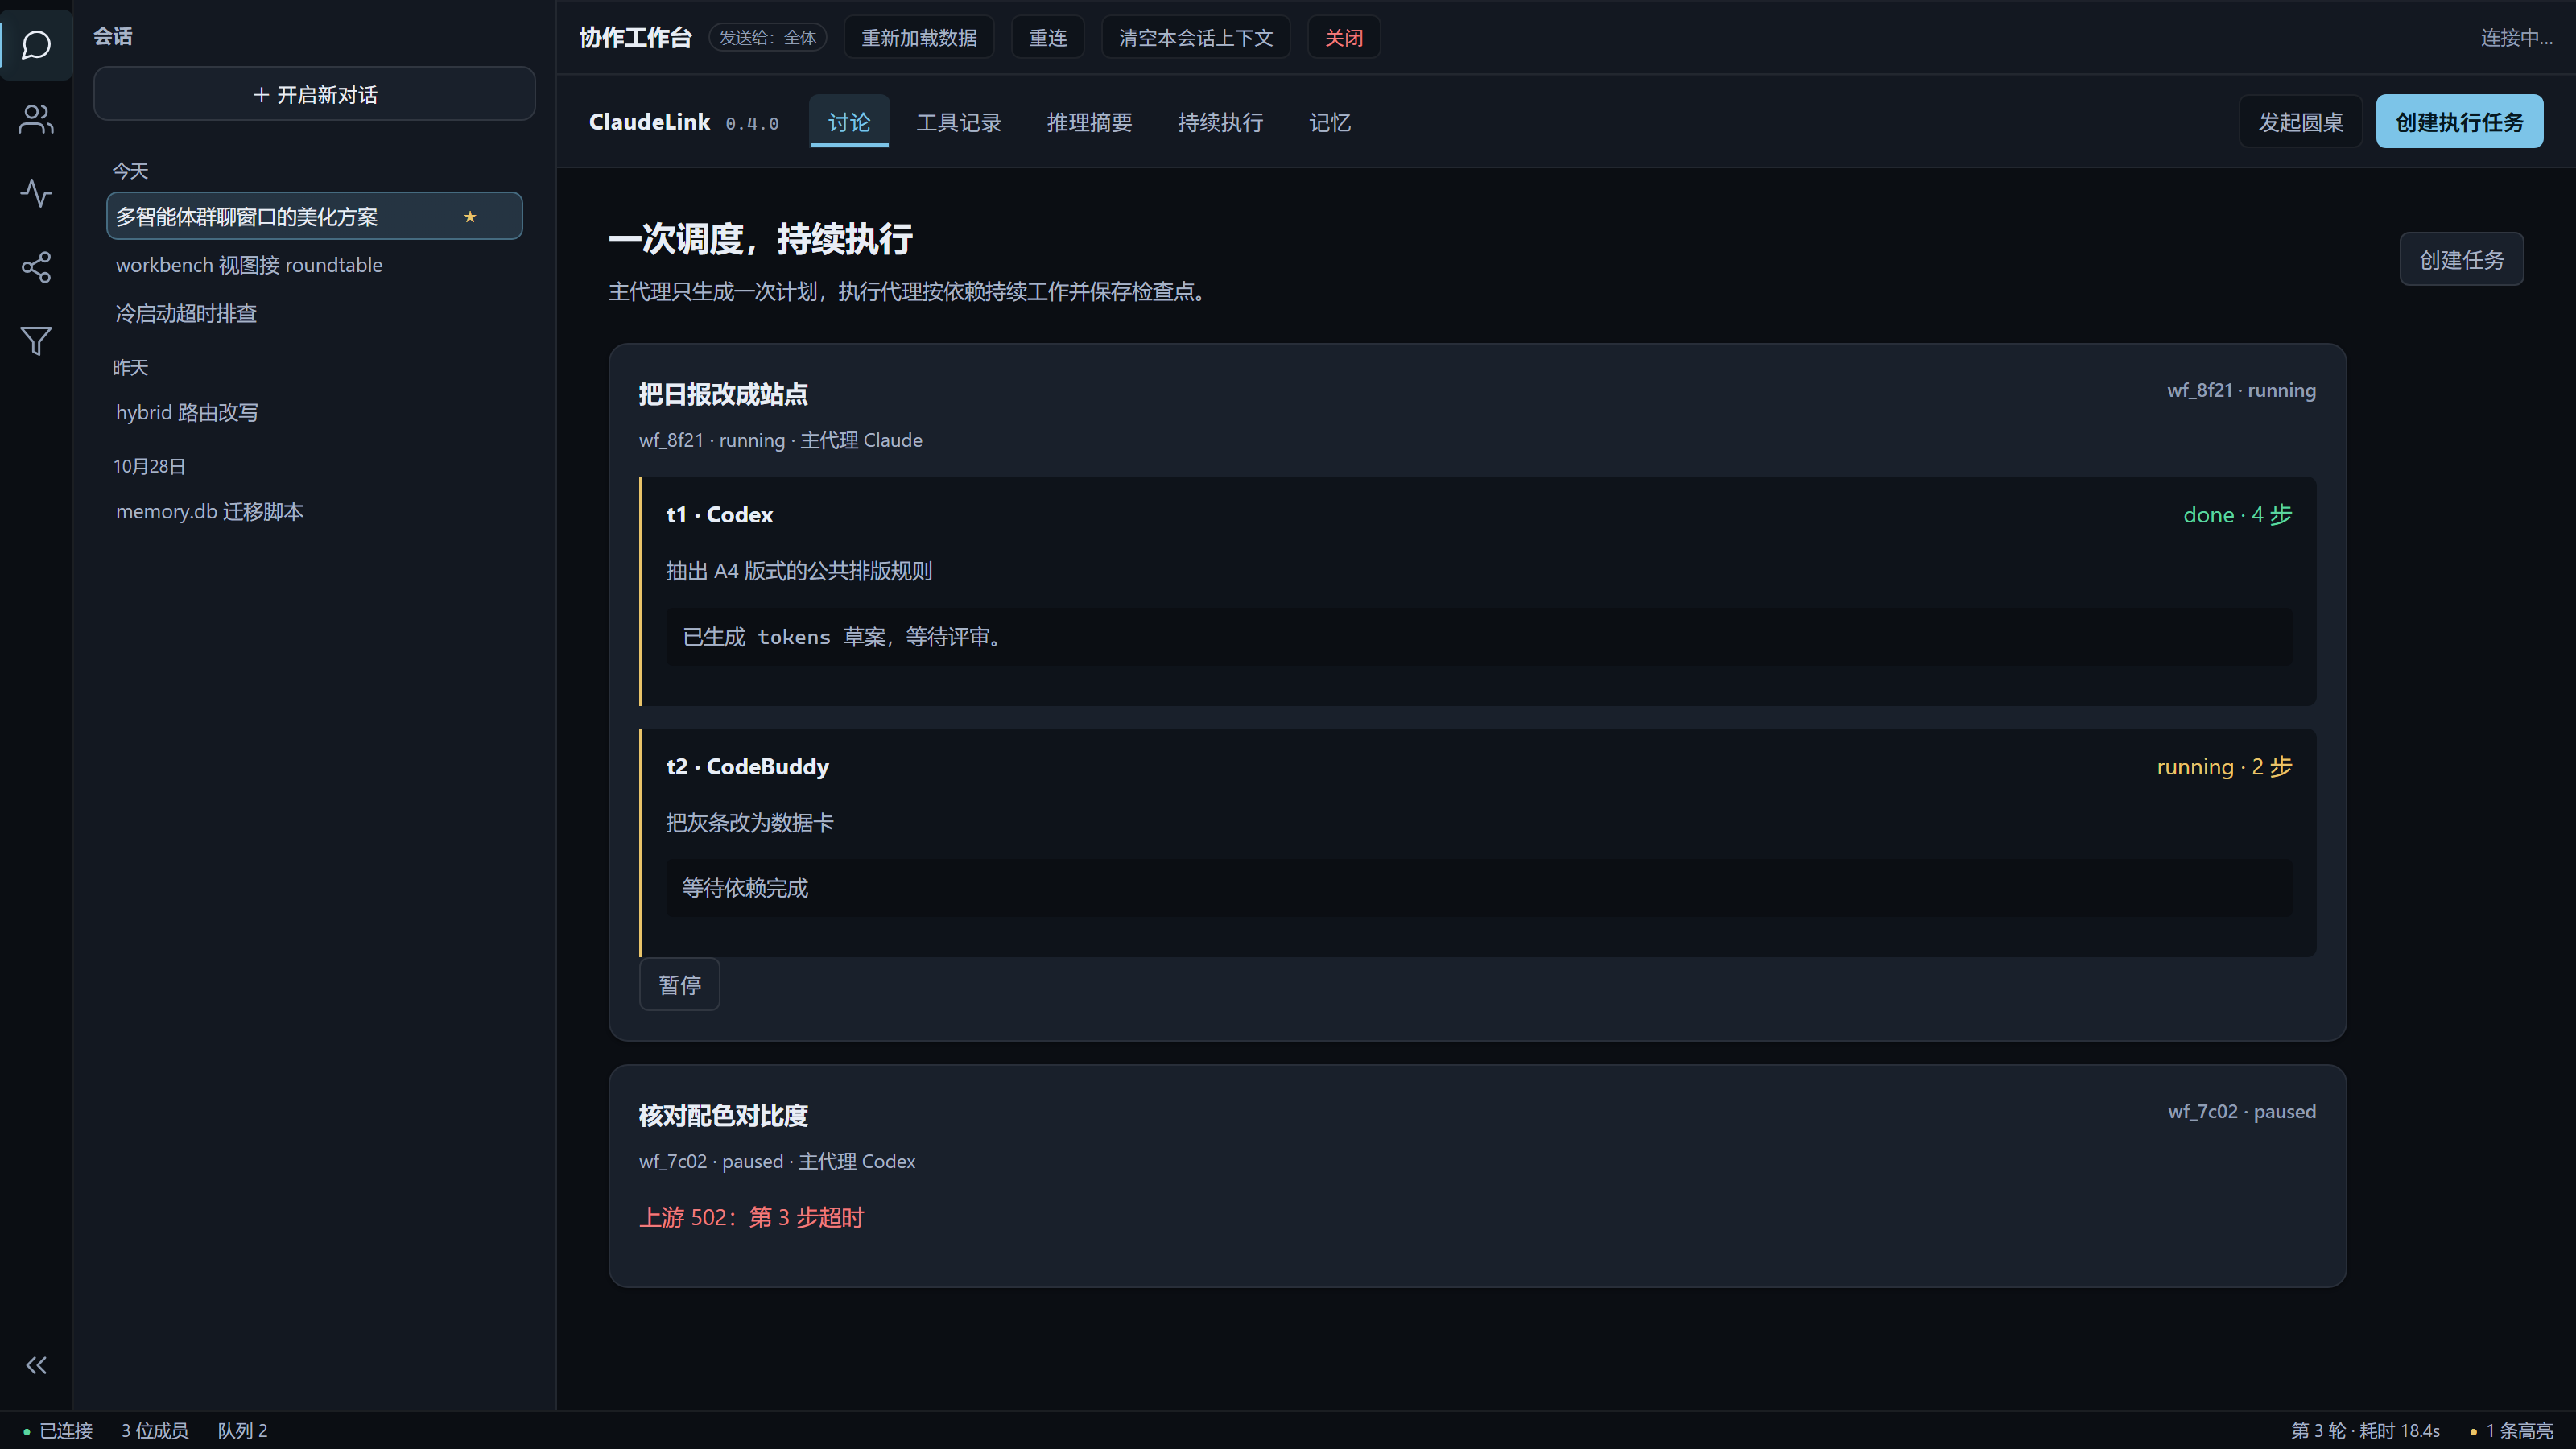 会话
开启新对话
今天
多智能体群聊窗口的美化方案 ★
workbench 视图接 roundtable
冷启动超时排查
昨天
hybrid 路由改写
10月28日
memory.db 迁移脚本
协作工作台 发送给：全体 重新加载数据 重连 清空本会话上下文 关闭 连接中...
ClaudeLink 0.4.0 讨论 工具记录 推理摘要 持续执行 记忆 发起圆桌 创建执行任务
一次调度，持续执行
主代理只生成一次计划，执行代理按依赖持续工作并保存检查点。
创建任务
把日报改成站点 wf_8f21 · running
wf_8f21 · running · 主代理 Claude
t1 · Codex done · 4 步
抽出 A4 版式的公共排版规则
已生成 tokens 草案，等待评审。
t2 · CodeBuddy running · 2 步
把灰条改为数据卡
等待依赖完成
暂停
核对配色对比度 wf_7c02 · paused
wf_7c02 · paused · 主代理 Codex
上游 502：第 3 步超时
已连接 3 位成员 队列 2 第 3 轮 · 耗时 18.4s 1 条高亮